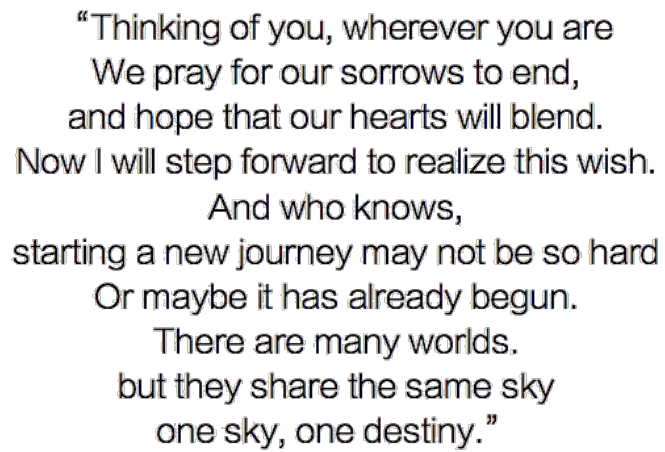 “Thinking of you, wherever you are
We pray for our sorrows to end,
and hope that our hearts will blend.
Now I will step forward to realize this wish.
And who knows,
starting a new journey may not be so hard
Or maybe it has already begun.
There are many worlds.
but they share the same sky
one sky, one destiny.”